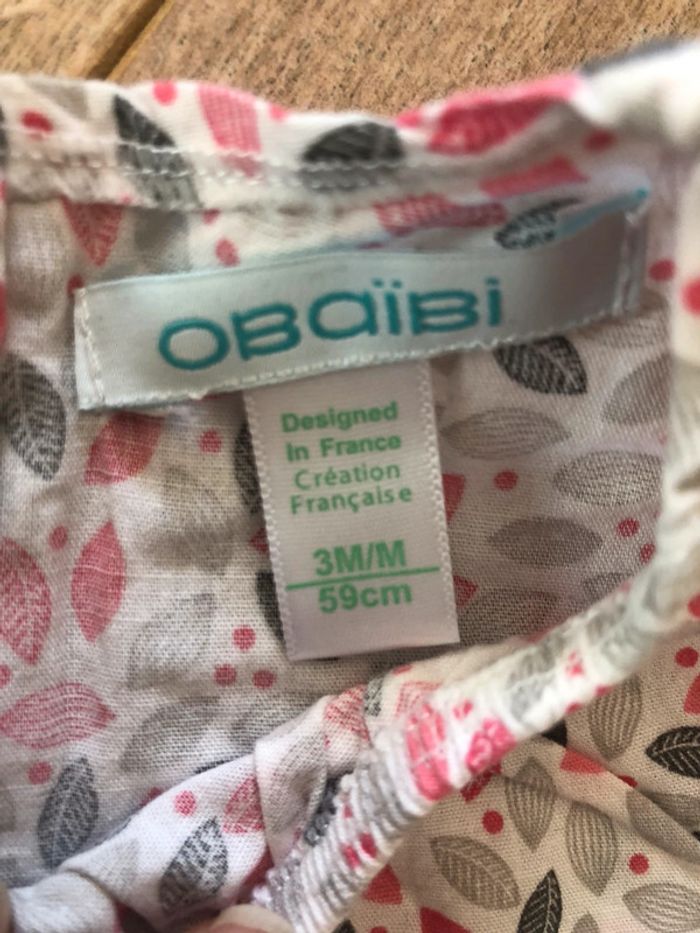 OBaïBi
Designed
In France
Création
Française
3M/M
59cm